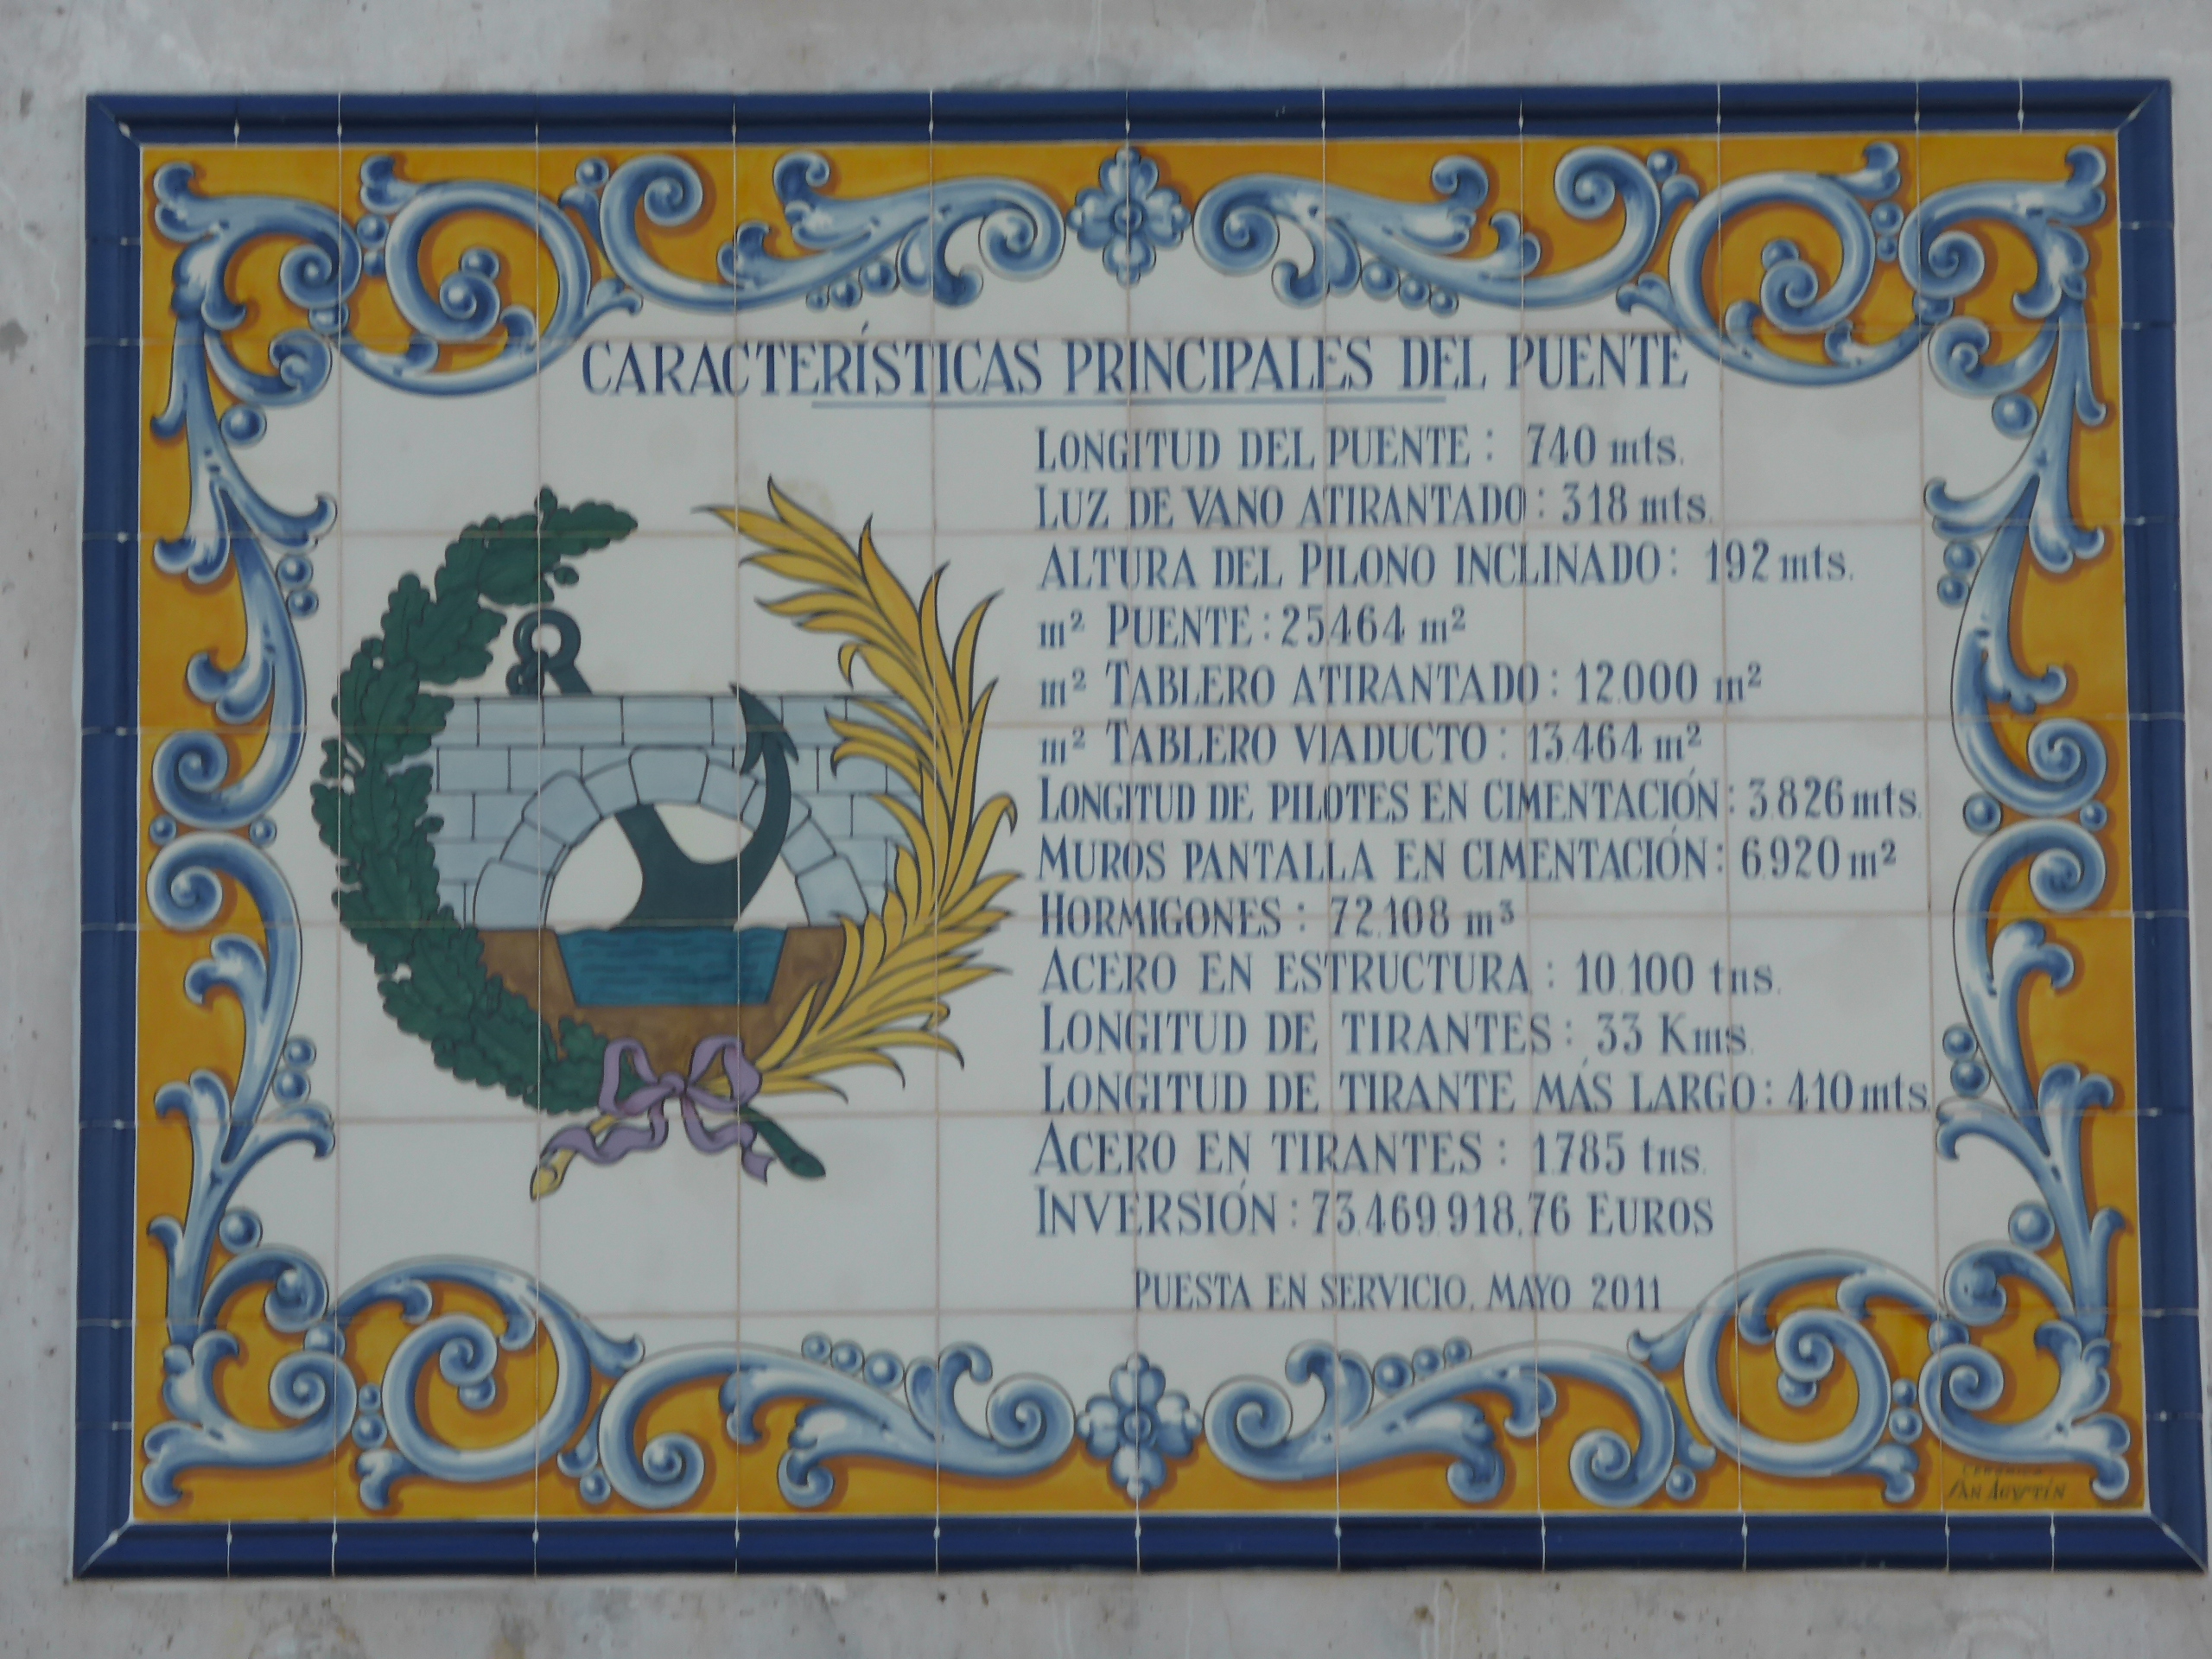 CARACTERÍSTICAS PRINCIPALES DEL PUENTE
LONGITUD DEL PUENTE: 740 mts.
LUZ DE VANO ATIRANTADO: 318 mts.
ALTURA DEL PILONO INCLINADO: 192 mts.
m² PUENTE: 25.464 m²
m² TABLERO ATIRANTADO: 12.000 m²
m² TABLERO VIADUCTO: 13.464 m²
LONGITUD DE PILOTES EN CIMENTACIÓN: 3.826 mts.
MUROS PANTALLA EN CIMENTACIÓN: 6.920 m²
HORMIGONES: 72.108 m³
ACERO EN ESTRUCTURA: 10.100 tns.
LONGITUD DE TIRANTES: 33 Kms.
LONGITUD DE TIRANTE MÁS LARGO: 410 mts.
ACERO EN TIRANTES: 1785 tns.
INVERSIÓN: 73.469.918,76 EUROS
PUESTA EN SERVICIO, MAYO 2011
SAN AGUSTÍN